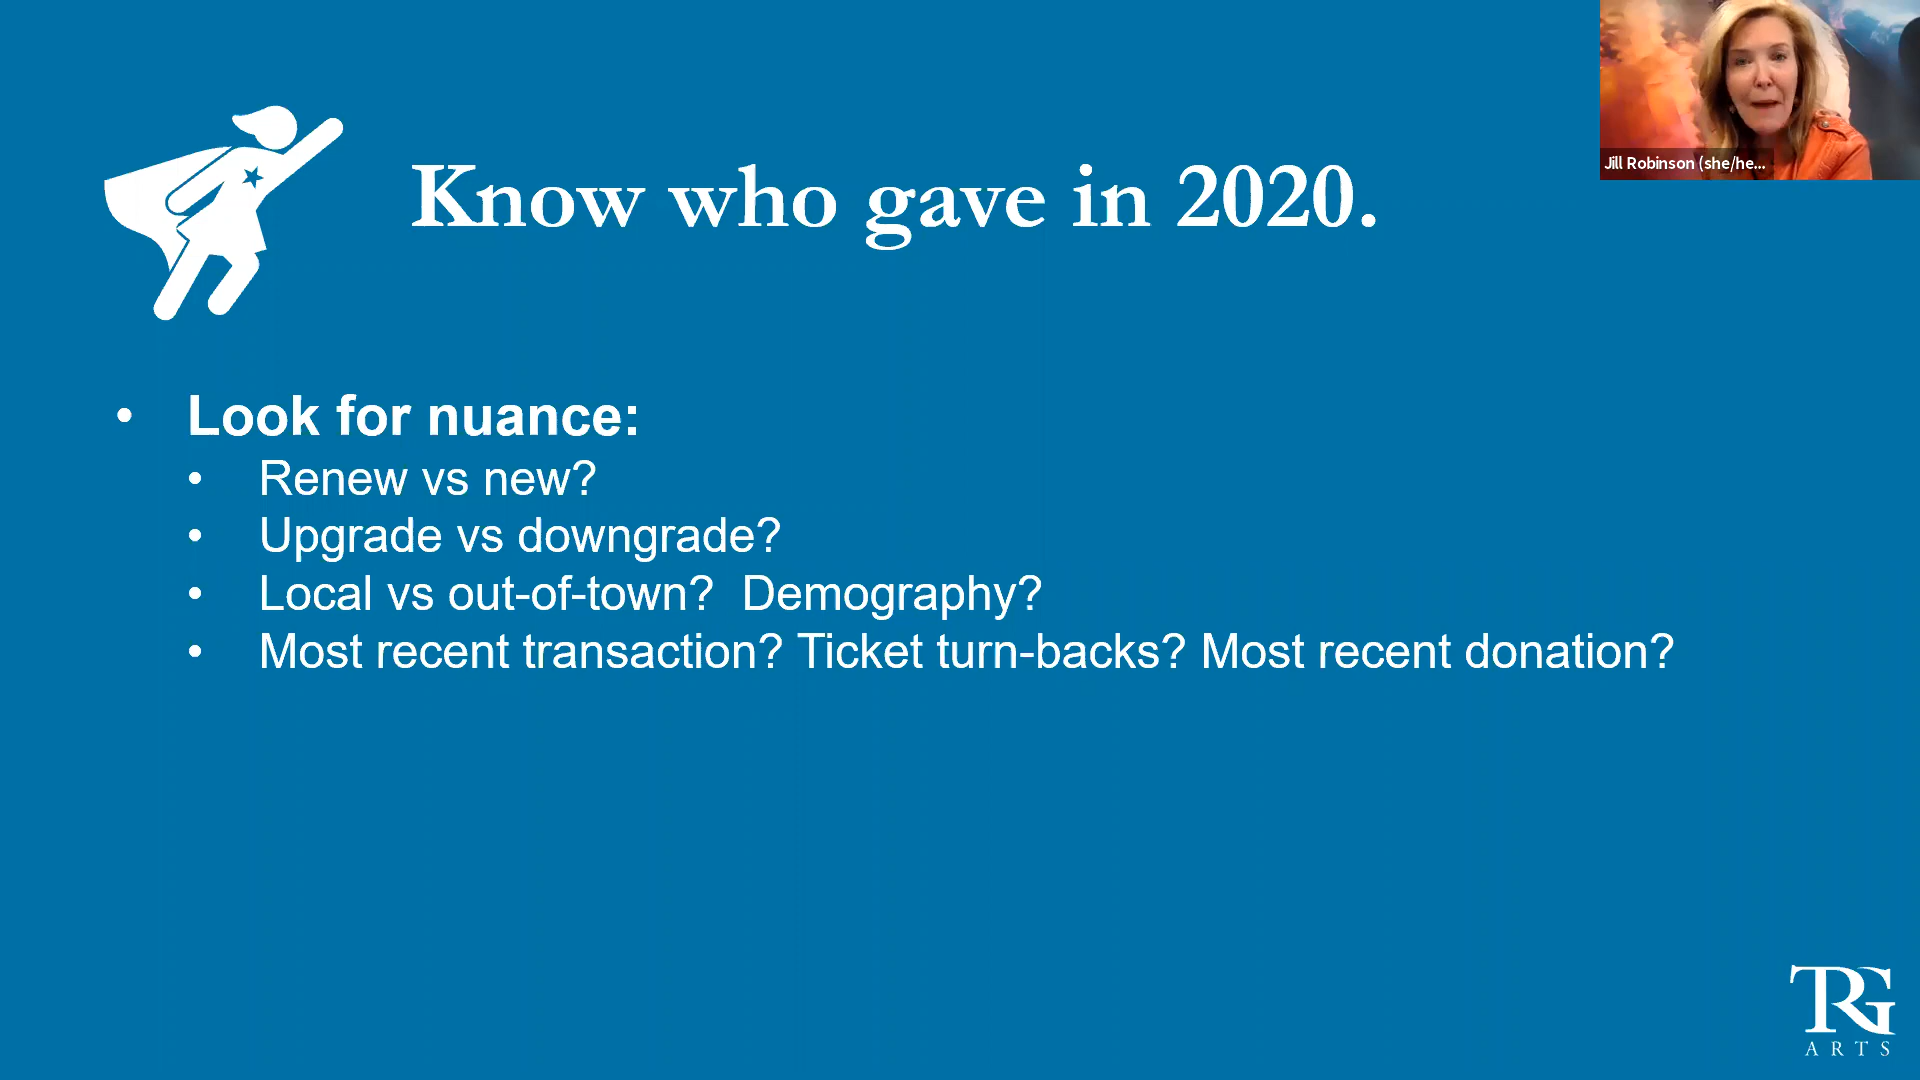 Jill Robinson (she/he...
Know who gave in 2020.
• Look for nuance:
• Renew vs new?
• Upgrade vs downgrade?
• Local vs out-of-town? Demography?
• Most recent transaction? Ticket turn-backs? Most recent donation?
TRG
ARTS